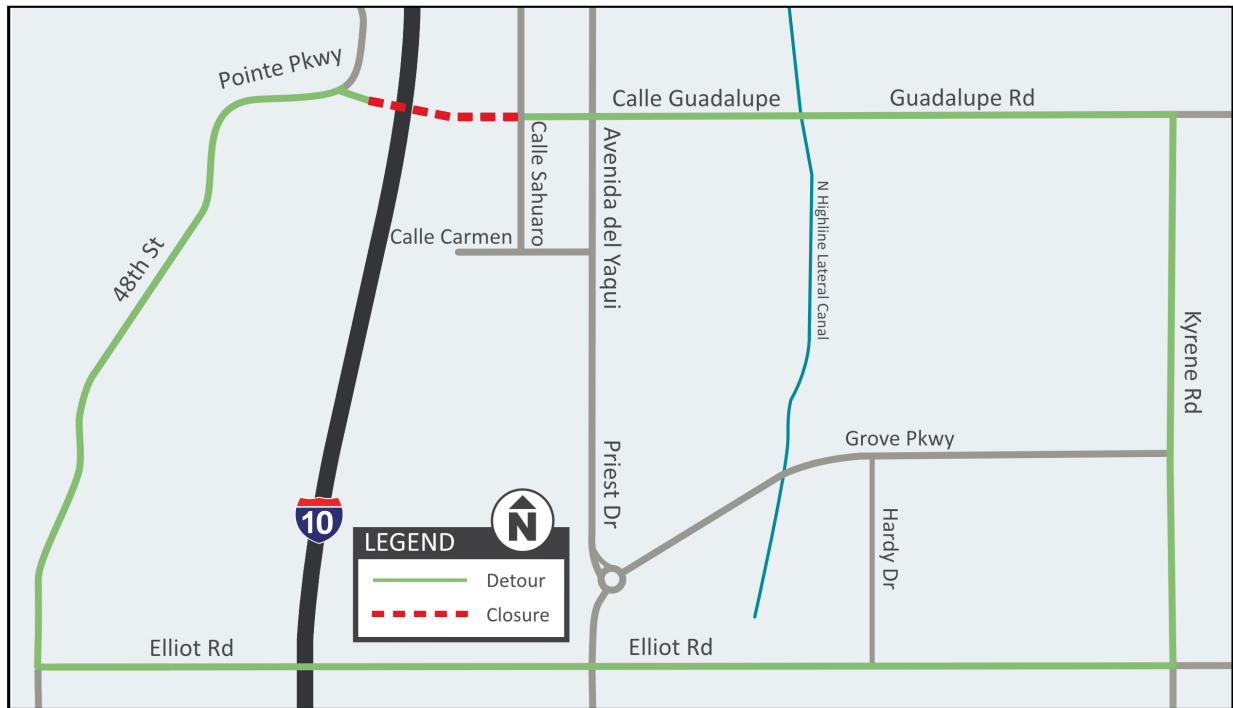 Pointe Pkwy
Calle Guadalupe
Guadalupe Rd
Calle Sahuaro
Avenida del Yaqui
N Highline Lateral Canal
Calle Carmen
48th St
Kyrene Rd
Grove Pkwy
Priest Dr
10
N
LEGEND
Detour
Closure
Hardy Dr
Elliot Rd
Elliot Rd